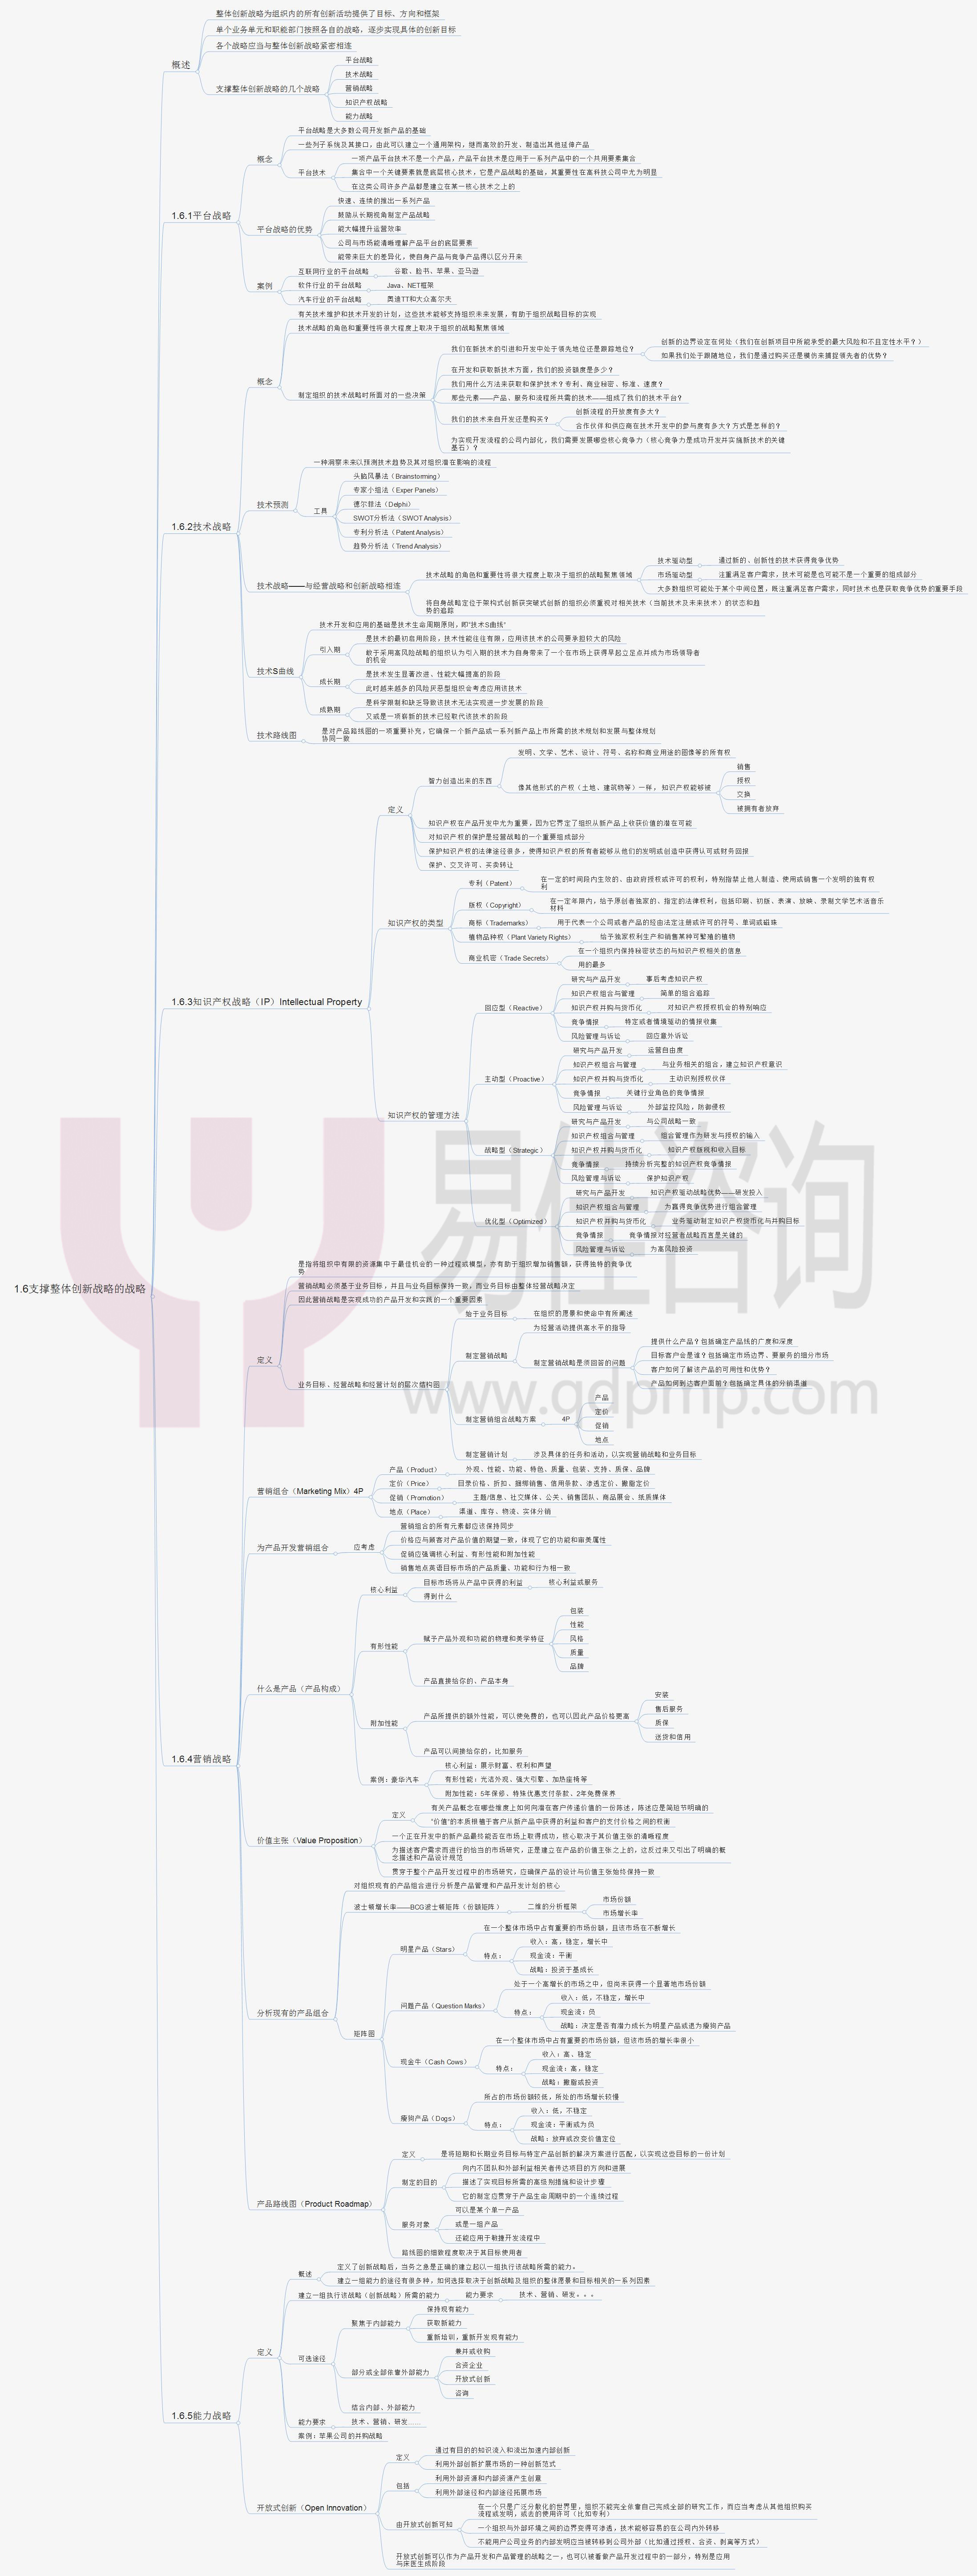 1.6支撑整体创新战略的战略
概述
整体创新战略为组织内的所有创新活动提供了目标、方向和框架
单个业务单元和职能部门按照各自的战略，逐步实现具体的创新目标
各个战略应当与整体创新战略紧密相连
支撑整体创新战略的几个战略
平台战略
技术战略
营销战略
知识产权战略
能力战略
1.6.1平台战略
概念
平台战略是大多数公司开发新产品的基础
一些列子系统及其接口，由此可以建立一个通用架构，继而高效的开发、制造出其他延伸产品
平台技术
一项产品平台技术不是一个产品，产品平台技术是应用于一系列产品中的一个共用要素集合
集合中一个关键要素就是底层核心技术，它是产品战略的基础，其重要性在高科技公司中尤为明显
在这类公司许多产品都是建立在某一核心技术之上的
平台战略的优势
快速、连续的推出一系列产品
鼓励从长期视角制定产品战略
能大幅提升运营效率
公司与市场能清晰理解产品平台的底层要素
能带来巨大的差异化，使自身产品与竞争产品得以区分开来
案例
互联网行业的平台战略
谷歌、脸书、苹果、亚马逊
软件行业的平台战略
Java、NET框架
汽车行业的平台战略
奥迪TT和大众高尔夫
1.6.2技术战略
概念
有关技术维护和技术开发的计划，这些技术能够支持组织未来发展，有助于组织战略目标的实现
技术战略的角色和重要性将很大程度上取决于组织的战略聚焦领域
制定组织的技术战略时所面对的一些决策
我们在新技术的引进和开发中处于领先地位还是跟踪地位？
创新的边界设定在何处（我们在创新项目中所能承受的最大风险和不且定性水平？）
如果我们处于跟随地位，我们是通过购买还是模仿来捕捉领先者的优势？
在开发和获取新技术方面，我们的投资额度是多少？
我们用什么方法来获取和保护技术？专利、商业秘密、标准、速度？
那些元素——产品、服务和流程所共需的技术——组成了我们的技术平台？
我们的技术来自开发还是购买？
创新流程的开放度有多大？
合作伙伴和供应商在技术开发中的参与度有多大？方式是怎样的？
为实现开发流程的公司内部化，我们需要发展哪些核心竞争力（核心竞争力是成功开发并实施新技术的关键
基石）？
技术预测
一种洞察未来以预测技术趋势及其对组织潜在影响的流程
工具
头脑风暴法（Brainstorming）
专家小组法（Exper Panels）
德尔菲法（Delphi）
SWOT分析法（SWOT Analysis）
专利分析法（Patent Analysis）
趋势分析法（Trend Analysis）
技术战略——与经营战略和创新战略相连
技术战略的角色和重要性将很大程度上取决于组织的战略聚焦领域
技术驱动型
通过新的、创新性的技术获得竞争优势
市场驱动型
注重满足客户需求，技术可能是也可能不是一个重要的组成部分
大多数组织可能处于某个中间位置，既注重满足客户需求，同时技术也是获取竞争优势的重要手段
将自身战略定位于架构式创新获突破式创新的组织必须重视对相关技术（当前技术及未来技术）的状态和趋
势的追踪
技术S曲线
技术开发和应用的基础是技术生命周期原则，即“技术S曲线”
引入期
是技术的最初启用阶段，技术性能往往有限，应用该技术的公司要承担较大的风险
敢于采用高风险战略的组织认为引入期的技术为自身带来了一个在市场上获得早起立足点并成为市场领导者
的机会
成长期
是技术发生显著改进、性能大幅提高的阶段
此时越来越多的风险厌恶型组织会考虑应用该技术
成熟期
是科学限制和缺乏导致该技术无法实现进一步发展的阶段
又或是一项崭新的技术已经取代该技术的阶段
技术路线图
是对产品路线图的一项重要补充，它确保一个新产品或一系列新产品上市所需的技术规划和发展与整体规划
协同一致
1.6.3知识产权战略（IP）Intellectual Property
定义
智力创造出来的东西
发明、文学、艺术、设计、符号、名称和商业用途的图像等的所有权
像其他形式的产权（土地、建筑物等）一样，知识产权能够被
销售
授权
交换
被拥有者放弃
知识产权在产品开发中尤为重要，因为它界定了组织从新产品上收获价值的潜在可能
对知识产权的保护是经营战略的一个重要组成部分
保护知识产权的法律途径很多，使得知识产权的所有者能够从他们的发明或创造中获得认可或财务回报
保护、交叉许可、买卖转让
知识产权的类型
专利（Patent）
在一定的时间段内生效的、由政府授权或许可的权利，特别指禁止他人制造、使用或销售一个发明的独有权
利
版权（Copyright）
在一定年限内，给予原创者独家的、指定的法律权利，包括印刷、初版、表演、放映、录制文学艺术活音乐
材料
商标（Trademarks）
用于代表一个公司或者产品的经由法定注册或许可的符号、单词或磁珠
植物品种权（Plant Variety Rights）
给予独家权利生产和销售某种可繁殖的植物
商业机密（Trade Secrets）
在一个组织内保持秘密状态的与知识产权相关的信息
用的最多
知识产权的管理方法
回应型（Reactive）
研究与产品开发
事后考虑知识产权
知识产权组合与管理
简单的组合追踪
知识产权并购与货币化
对知识产权授权机会的特别响应
竞争情报
特定或者情境驱动的情报收集
风险管理与诉讼
回应意外诉讼
主动型（Proactive）
研究与产品开发
运营自由度
知识产权组合与管理
与业务相关的组合，建立知识产权意识
知识产权并购与货币化
主动识别授权伙伴
竞争情报
关键行业角色的竞争情报
风险管理与诉讼
外部监控风险，防御侵权
战略型（Strategic）
研究与产品开发
与公司战略一致
知识产权组合与管理
组合管理作为研发与授权的输入
知识产权并购与货币化
知识产权版税和收入目标
竞争情报
持续分析完整的知识产权竞争情报
风险管理与诉讼
保护知识产权
优化型（Optimized）
研究与产品开发
知识产权驱动战略优势——研发投入
知识产权组合与管理
为赢得竞争优势进行组合管理
知识产权并购与货币化
业务驱动制定知识产权货币化与并购目标
竞争情报
竞争情报对经营者战略而言是关键的
风险管理与诉讼
为高风险投资
1.6.4营销战略
定义
是指将组织中有限的资源集中于最佳机会的一种过程或模型，亦有助于组织增加销售额，获得独特的竞争优
势
营销战略必须基于业务目标，并且与业务目标保持一致，而业务目标由整体经营战略决定
因此营销战略是实现成功的产品开发和实践的一个重要因素
业务目标、经营战略和经营计划的层次结构图
始于业务目标
在组织的愿景和使命中有所阐述
制定营销战略
为经营活动提供高水平的指导
制定营销战略是须回答的问题
提供什么产品？包括确定产品线的广度和深度
目标客户会是谁？包括确定市场边界、要服务的细分市场
客户如何了解该产品的可用性和优势？
产品如何到达客户面前？包括确定具体的分销渠道
制定营销组合战略方案
4P
产品
定价
促销
地点
制定营销计划
涉及具体的任务和活动，以实现营销战略和业务目标
营销组合（Marketing Mix）4P
产品（Product）
外观、性能、功能、特色、质量、包装、支持、质保、品牌
定价（Price）
目录价格、折扣、捆绑销售、信用条款、渗透定价、撇脂定价
促销（Promotion）
主题/信息、社交媒体、公关、销售团队、商品展会、纸质媒体
地点（Place）
渠道、库存、物流、实体分销
为产品开发营销组合
应考虑
营销组合的所有元素都应该保持同步
价格应与顾客对产品价值的期望一致，体现了它的功能和审美属性
促销应强调核心利益、有形性能和附加性能
销售地点英语目标市场的产品质量、功能和行为相一致
什么是产品（产品构成）
核心利益
目标市场将从产品中获得的利益
核心利益或服务
得到什么
有形性能
赋予产品外观和功能的物理和美学特征
包装
性能
风格
质量
品牌
产品直接给你的、产品本身
附加性能
产品所提供的额外性能，可以使免费的，也可以因此产品价格更高
安装
售后服务
质保
送货和信用
产品可以间接给你的，比如服务
案例：豪华汽车
核心利益：展示财富、权利和声望
有形性能：光洁外观、强大引擎、加热座椅等
附加性能：5年保修、特殊优惠支付条款、2年免费保养
价值主张（Value Proposition）
定义
有关产品概念在哪些维度上如何向潜在客户传递价值的一份陈述，陈述应是简短节明确的
“价值”的本质根植于客户从新产品中获得的利益和客户的支付价格之间的权衡
一个正在开发中的新产品最终能否在市场上取得成功，核心取决于其价值主张的清晰程度
为描述客户需求而进行的恰当的市场研究，正是建立在产品的价值主张之上的，这反过来又引出了明确的概
念描述和产品设计规范
贯穿于整个产品开发过程中的市场研究，应确保产品的设计与价值主张始终保持一致
分析现有的产品组合
对组织现有的产品组合进行分析是产品管理和产品开发计划的核心
波士顿增长率——BCG波士顿矩阵（份额矩阵）
二维的分析框架
市场份额
市场增长率
矩阵图
明星产品（Stars）
在一个整体市场中占有重要的市场份额，且该市场在不断增长
特点：
收入：高，稳定，增长中
现金流：平衡
战略：投资于基成长
问题产品（Question Marks）
处于一个高增长的市场之中，但尚未获得一个显著地市场份额
特点：
收入：低，不稳定，增长中
现金流：负
战略：决定是否有潜力成长为明星产品或退为瘦狗产品
现金牛（Cash Cows）
在一个整体市场中占有重要的市场份额，但该市场的增长率很小
特点：
收入：高、稳定
现金流：高，稳定
战略：撇脂或投资
瘦狗产品（Dogs）
所占的市场份额较低，所处的市场增长较慢
特点：
收入：低，不稳定
现金流：平衡或为负
战略：放弃或改变价值定位
产品路线图（Product Roadmap）
定义
是将短期和长期业务目标与特定产品创新的解决方案进行匹配，以实现这些目标的一份计划
制定的目的
向内不团队和外部利益相关者传达项目的方向和进展
描述了实现目标所需的高级别措施和设计步骤
它的制定应贯穿于产品生命周期中的一个连续过程
服务对象
可以是某个单一产品
或是一组产品
还能应用于敏捷开发流程中
路线图的细致程度取决于其目标使用者
1.6.5能力战略
定义
概述
定义了创新战略后，当务之急是正确的建立起以一组执行该战略所需的能力。
建立一组能力的途径有很多种，如何选择取决于创新战略及组织的整体愿景和目标相关的一系列因素
建立一组执行该战略（创新战略）所需的能力
能力要求
技术、营销、研发。。。
可选途径
聚焦于内部能力
保持现有能力
获取新能力
重新培训，重新开发现有能力
部分或全部依靠外部能力
兼并或收购
合资企业
开放式创新
咨询
结合内部、外部能力
能力要求
技术、营销、研发......
案例：苹果公司的并购战略
开放式创新（Open Innovation）
定义
通过有目的的知识流入和流出加速内部创新
利用外部创新扩展市场的一种创新范式
包括
利用外部资源和内部资源产生创意
利用外部途径和内部途径拓展市场
由开放式创新可知
在一个只是广泛分散化的世界里，组织不能完全依靠自己完成全部的研究工作，而应当考虑从其他组织购买
流程或发明，或去的使用许可（比如专利）
一个组织与外部环境之间的边界变得可渗透，技术能够容易的在公司内外转移
不能用户公司业务的内部发明应当被转移到公司外部（比如通过授权、合资、剥离等方式）
开放式创新可以作为产品开发和产品管理的战略之一，也可以被看象产品开发过程中的一部分，特别是应用
与床医生成阶段
易佳咨询
www.qdpmp.com